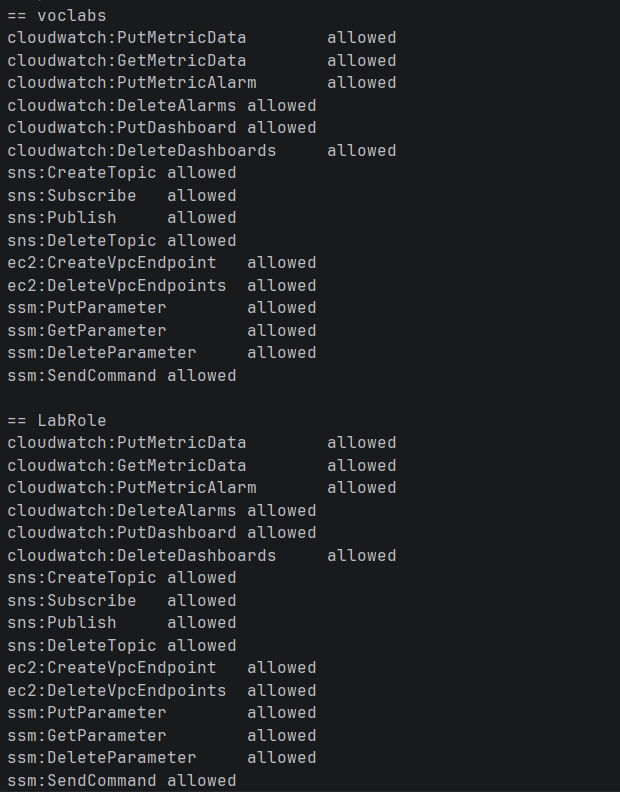 == voclabs
cloudwatch:PutMetricData        allowed
cloudwatch:GetMetricData        allowed
cloudwatch:PutMetricAlarm       allowed
cloudwatch:DeleteAlarms allowed
cloudwatch:PutDashboard allowed
cloudwatch:DeleteDashboards     allowed
sns:CreateTopic allowed
sns:Subscribe   allowed
sns:Publish     allowed
sns:DeleteTopic allowed
ec2:CreateVpcEndpoint   allowed
ec2:DeleteVpcEndpoints  allowed
ssm:PutParameter        allowed
ssm:GetParameter        allowed
ssm:DeleteParameter     allowed
ssm:SendCommand allowed

== LabRole
cloudwatch:PutMetricData        allowed
cloudwatch:GetMetricData        allowed
cloudwatch:PutMetricAlarm       allowed
cloudwatch:DeleteAlarms allowed
cloudwatch:PutDashboard allowed
cloudwatch:DeleteDashboards     allowed
sns:CreateTopic allowed
sns:Subscribe   allowed
sns:Publish     allowed
sns:DeleteTopic allowed
ec2:CreateVpcEndpoint   allowed
ec2:DeleteVpcEndpoints  allowed
ssm:PutParameter        allowed
ssm:GetParameter        allowed
ssm:DeleteParameter     allowed
ssm:SendCommand allowed